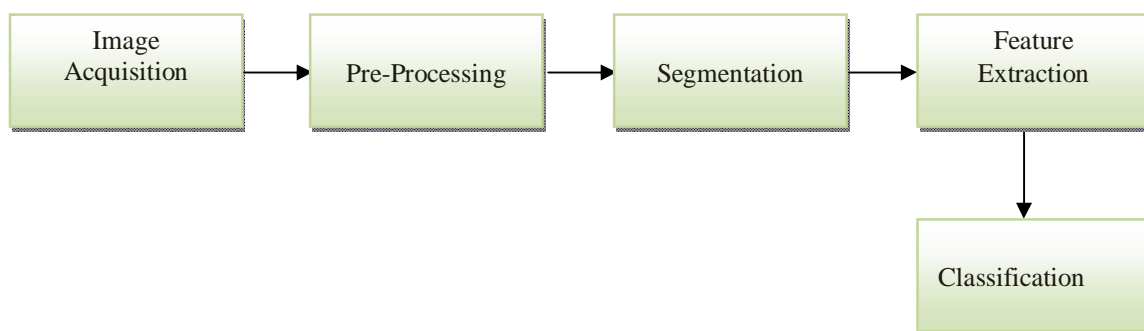 Image
Acquisition
Pre-Processing
Segmentation
Feature
Extraction
Classification